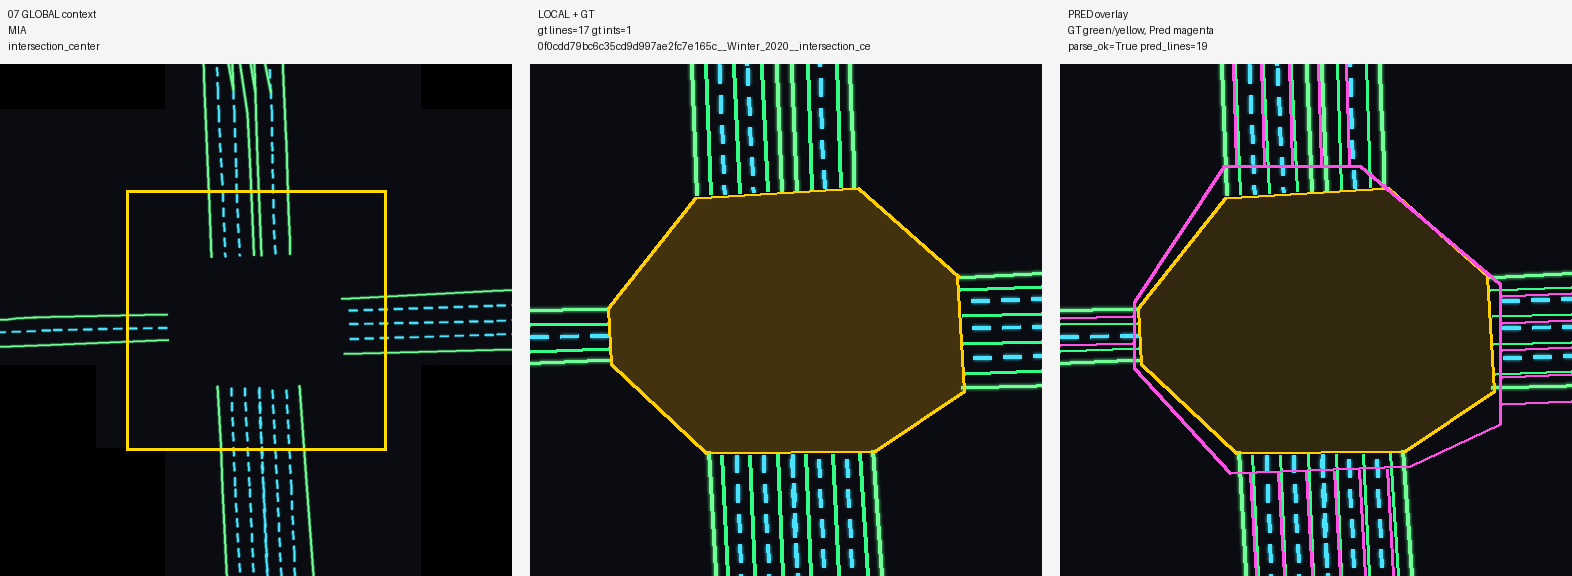 07 GLOBAL context
MIA
intersection_center
LOCAL + GT
gt lines=17 gt ints=1
0f0cdd79bc6c35cd9d997ae2fc7e165c__Winter_2020__intersection_ce
PRED overlay
GT green/yellow, Pred magenta
parse_ok=True pred_lines=19